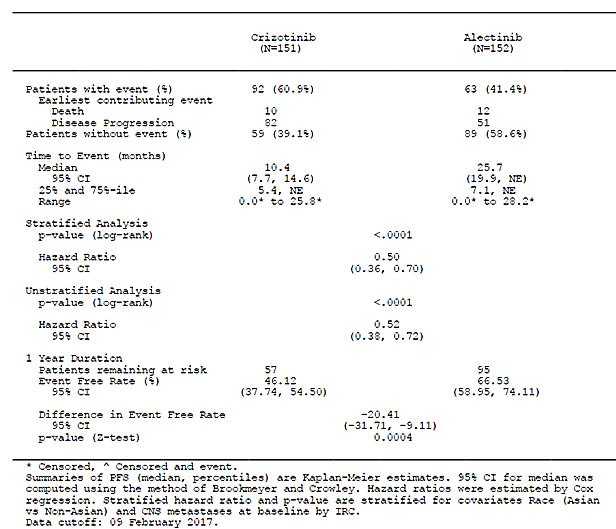 Crizotinib Alectinib
(N=151) (N=152)
Patients with event (%) 92 (60.9%) 63 (41.4%)
Earliest contributing event
Death 10 12
Disease Progression 82 51
Patients without event (%) 59 (39.1%) 89 (58.6%)
Time to Event (months)
Median 10.4 25.7
95% CI (7.7, 14.6) (19.9, NE)
25% and 75%-ile 5.4, NE 7.1, NE
Range 0.0* to 25.8* 0.0* to 28.2*
Stratified Analysis
p-value (log-rank) <.0001
Hazard Ratio 0.50
95% CI (0.36, 0.70)
Unstratified Analysis
p-value (log-rank) <.0001
Hazard Ratio 0.52
95% CI (0.38, 0.72)
1 Year Duration
Patients remaining at risk 57 95
Event Free Rate (%) 46.12 66.53
95% CI (37.74, 54.50) (58.95, 74.11)
Difference in Event Free Rate -20.41
95% CI (-31.71, -9.11)
p-value (Z-test) 0.0004
* Censored, ^ Censored and event.
Summaries of PFS (median, percentiles) are Kaplan-Meier estimates. 95% CI for median was
computed using the method of Brookmeyer and Crowley. Hazard ratios were estimated by Cox
regression. Stratified hazard ratio and p-value are stratified for covariates Race (Asian
vs Non-Asian) and CNS metastases at baseline by IRC.
Data cutoff: 09 February 2017.